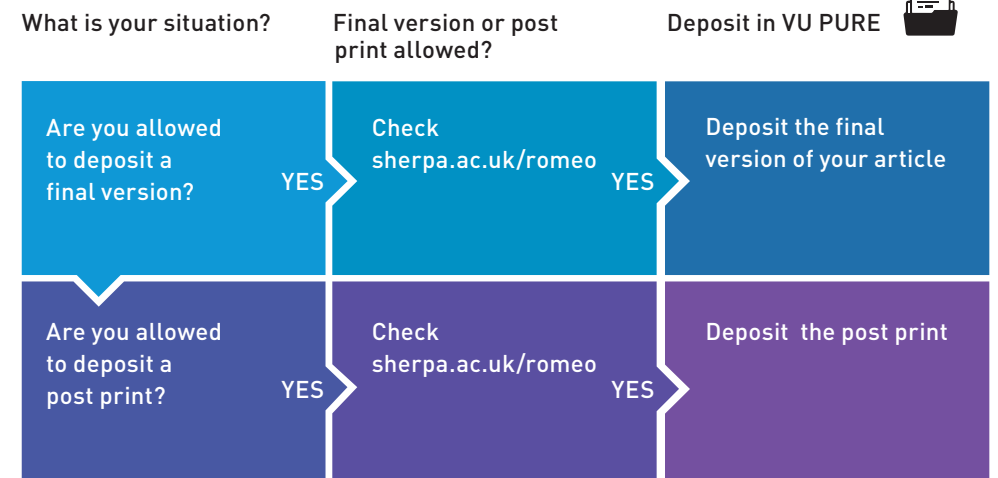 What is your situation?
Final version or post
print allowed?
Deposit in VU PURE
Are you allowed
to deposit a
final version?
YES
Check
sherpa.ac.uk/romeo
YES
Deposit the final
version of your article
Are you allowed
to deposit a
post print?
YES
Check
sherpa.ac.uk/romeo
YES
Deposit the post print